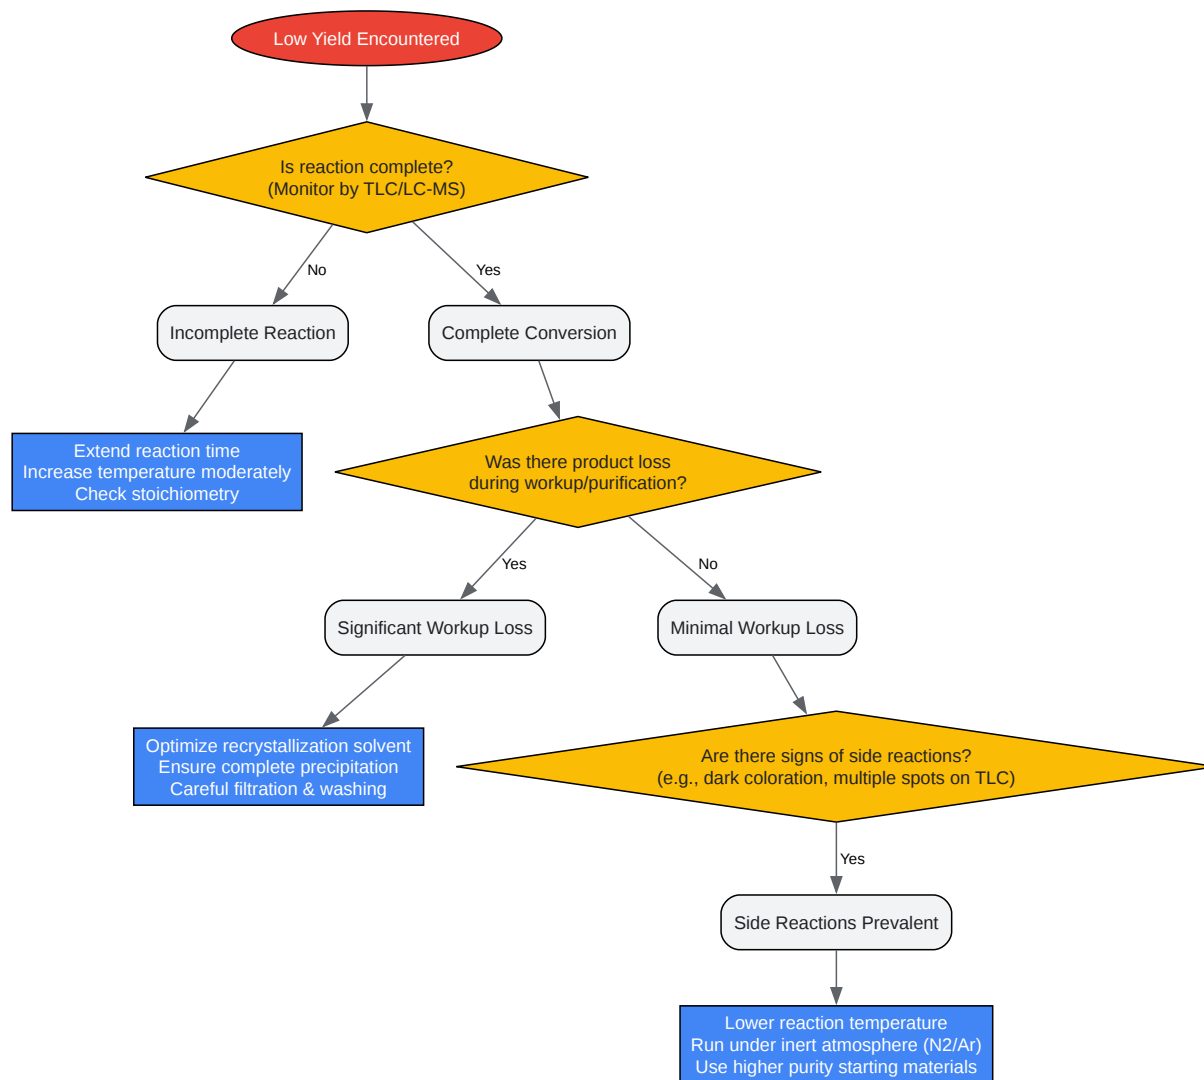 Low Yield Encountered
Is reaction complete?
(Monitor by TLC/LC-MS)
No
Yes
Incomplete Reaction
Complete Conversion
Extend reaction time
Increase temperature moderately
Check stoichiometry
Was there product loss
during workup/purification?
Yes
No
Significant Workup Loss
Minimal Workup Loss
Optimize recrystallization solvent
Ensure complete precipitation
Careful filtration & washing
Are there signs of side reactions?
(e.g., dark coloration, multiple spots on TLC)
Yes
Side Reactions Prevalent
Lower reaction temperature
Run under inert atmosphere (N2/Ar)
Use higher purity starting materials